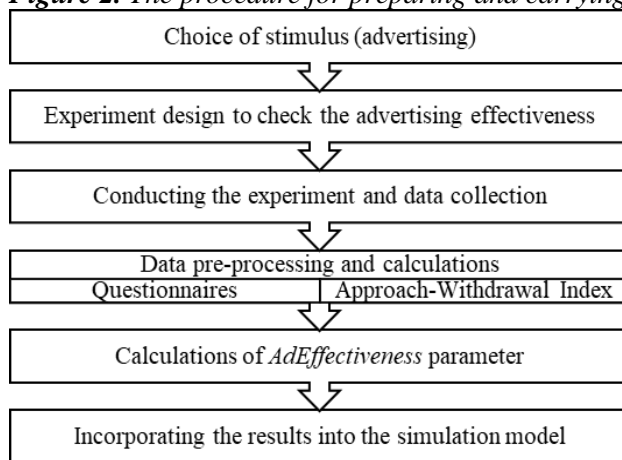 Figure 2. The procedure for preparing and carrying
Choice of stimulus (advertising)
Experiment design to check the advertising effectiveness
Conducting the experiment and data collection
Data pre-processing and calculations
Questionnaires Approach-Withdrawal Index
Calculations of AdEffectiveness parameter
Incorporating the results into the simulation model